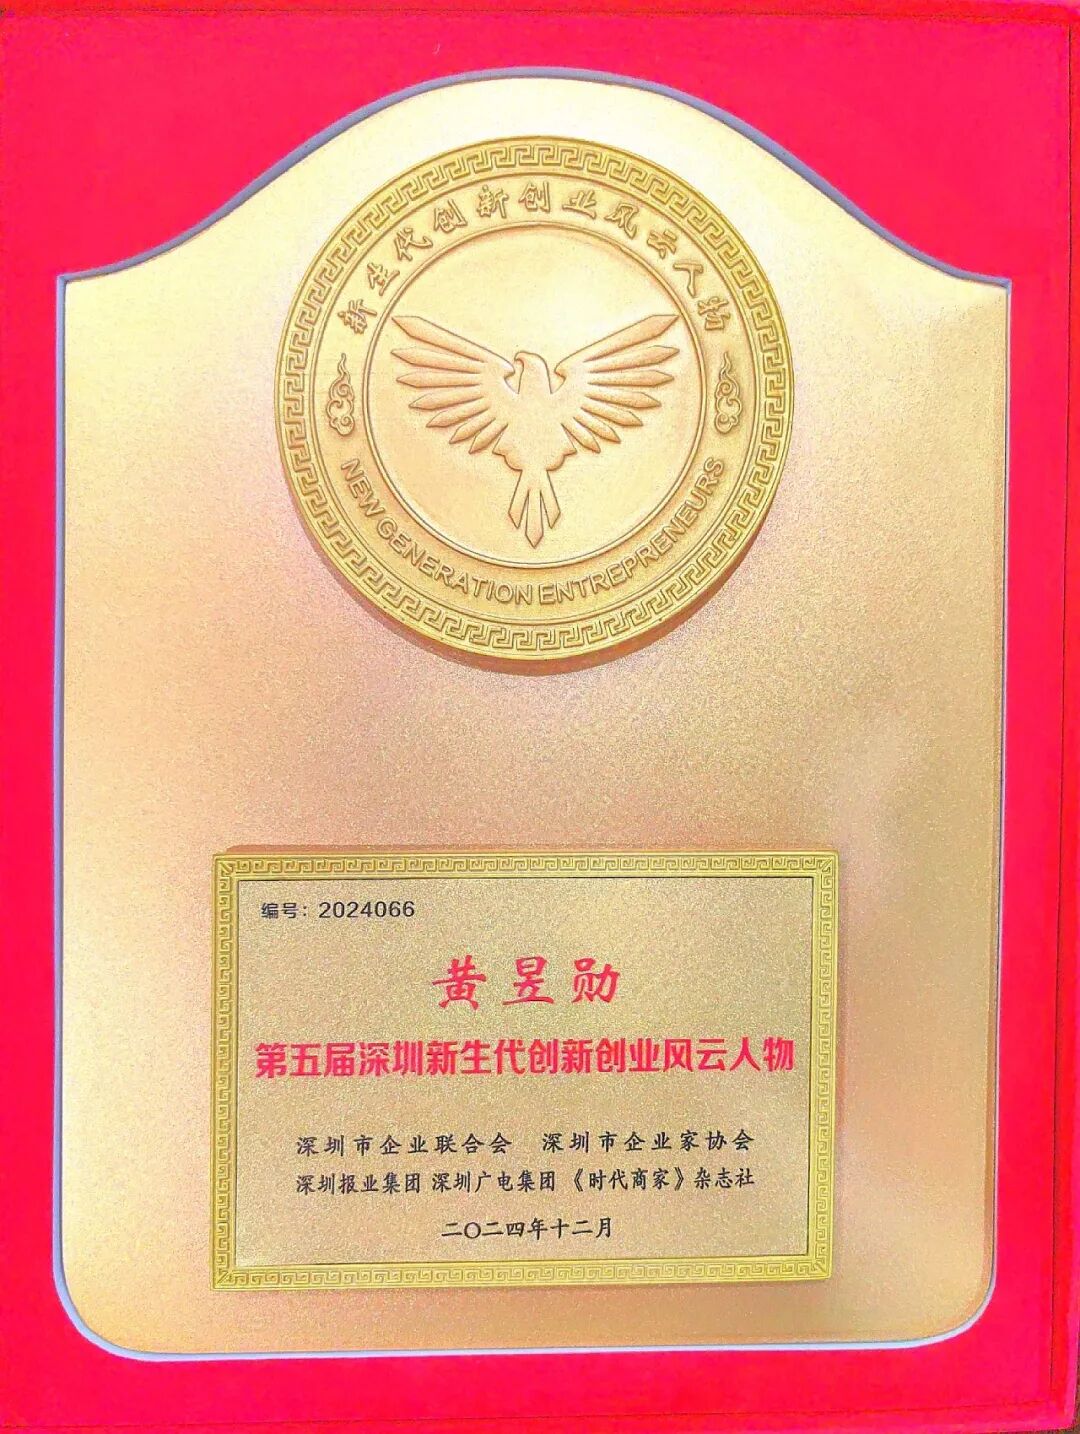 新生代创新创业风云人物
NEW GENERATION ENTREPRENEURS
编号：2024066
黄昱勋
第五届深圳新生代创新创业风云人物
深圳市企业联合会 深圳市企业家协会
深圳报业集团 深圳广电集团《时代商家》杂志社
二〇二四年十二月